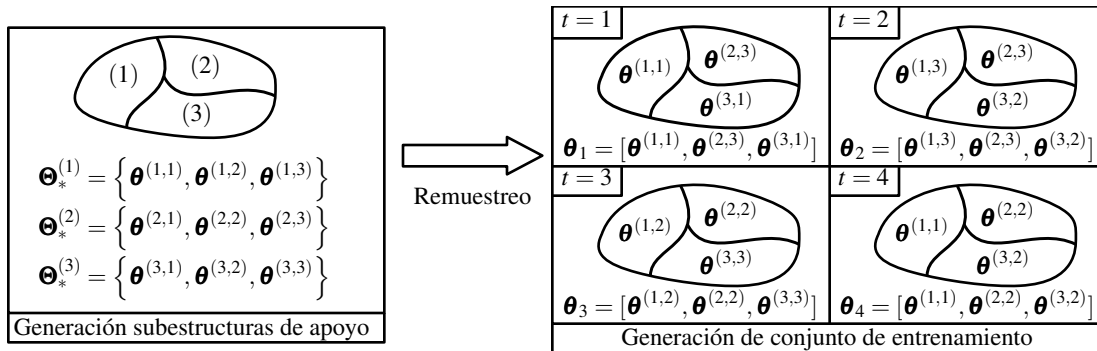 (1)
(2)
(3)
Θ_*^{(1)} = {θ^{(1,1)}, θ^{(1,2)}, θ^{(1,3)}}
Θ_*^{(2)} = {θ^{(2,1)}, θ^{(2,2)}, θ^{(2,3)}}
Θ_*^{(3)} = {θ^{(3,1)}, θ^{(3,2)}, θ^{(3,3)}}
Generación subestructuras de apoyo
Remuestreo
t = 1
θ^{(1,1)}
θ^{(2,3)}
θ^{(3,1)}
θ_1 = [θ^{(1,1)}, θ^{(2,3)}, θ^{(3,1)}]
t = 2
θ^{(1,3)}
θ^{(2,3)}
θ^{(3,2)}
θ_2 = [θ^{(1,3)}, θ^{(2,3)}, θ^{(3,2)}]
t = 3
θ^{(1,2)}
θ^{(2,2)}
θ^{(3,3)}
θ_3 = [θ^{(1,2)}, θ^{(2,2)}, θ^{(3,3)}]
t = 4
θ^{(1,1)}
θ^{(2,2)}
θ^{(3,2)}
θ_4 = [θ^{(1,1)}, θ^{(2,2)}, θ^{(3,2)}]
Generación de conjunto de entrenamiento